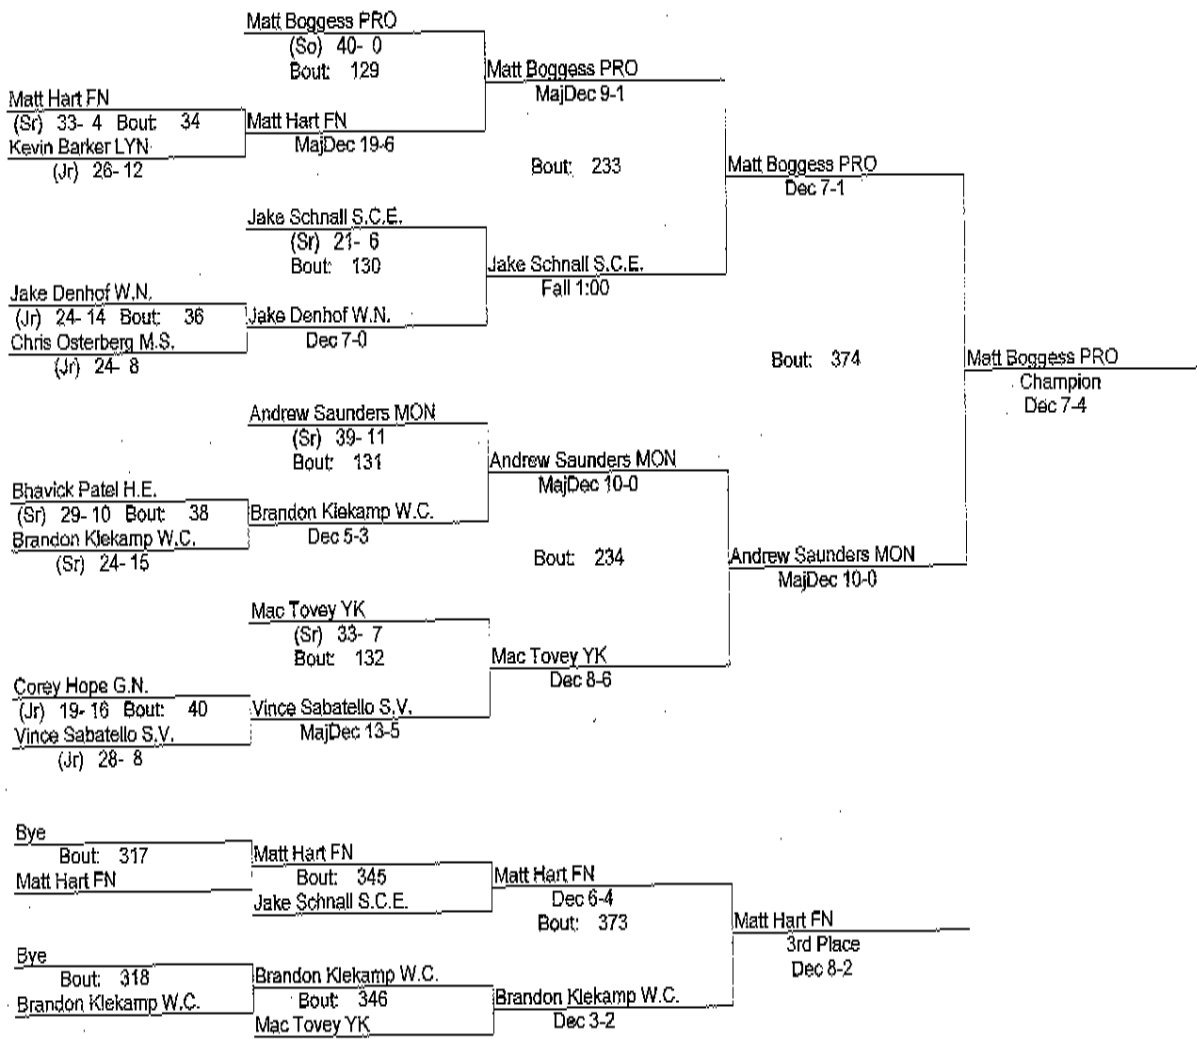 Matt Boggess PRO
(So) 40- 0
Bout: 129
Matt Boggess PRO
MajDec 9-1
Matt Hart FN
(Sr) 33- 4 Bout: 34
Kevin Barker LYN
(Jr) 26- 12
Matt Hart FN
MajDec 19-6
Bout: 233
Matt Boggess PRO
Dec 7-1
Jake Schnall S.C.E.
(Sr) 21- 6
Bout: 130
Jake Schnall S.C.E.
Fall 1:00
Jake Denhof W.N.
(Jr) 24- 14 Bout: 36
Chris Osterberg M.S.
(Jr) 24- 8
Jake Denhof W.N.
Dec 7-0
Bout: 374
Matt Boggess PRO
Champion
Dec 7-4
Andrew Saunders MON
(Sr) 39- 11
Bout: 131
Andrew Saunders MON
MajDec 10-0
Bhavick Patel H.E.
(Sr) 29- 10 Bout: 38
Brandon Klekamp W.C.
(Sr) 24- 15
Brandon Klekamp W.C.
Dec 5-3
Bout: 234
Andrew Saunders MON
MajDec 10-0
Mac Tovey YK
(Sr) 33- 7
Bout: 132
Mac Tovey YK
Dec 8-6
Corey Hope G.N.
(Jr) 19- 16 Bout: 40
Vince Sabatello S.V.
(Jr) 28- 8
Vince Sabatello S.V.
MajDec 13-5
Bye
Bout: 317
Matt Hart FN
Matt Hart FN
Bout: 345
Jake Schnall S.C.E.
Matt Hart FN
Dec 6-4
Bout: 373
Matt Hart FN
3rd Place
Dec 8-2
Bye
Bout: 318
Brandon Klekamp W.C.
Brandon Klekamp W.C.
Bout: 346
Mac Tovey YK
Brandon Klekamp W.C.
Dec 3-2